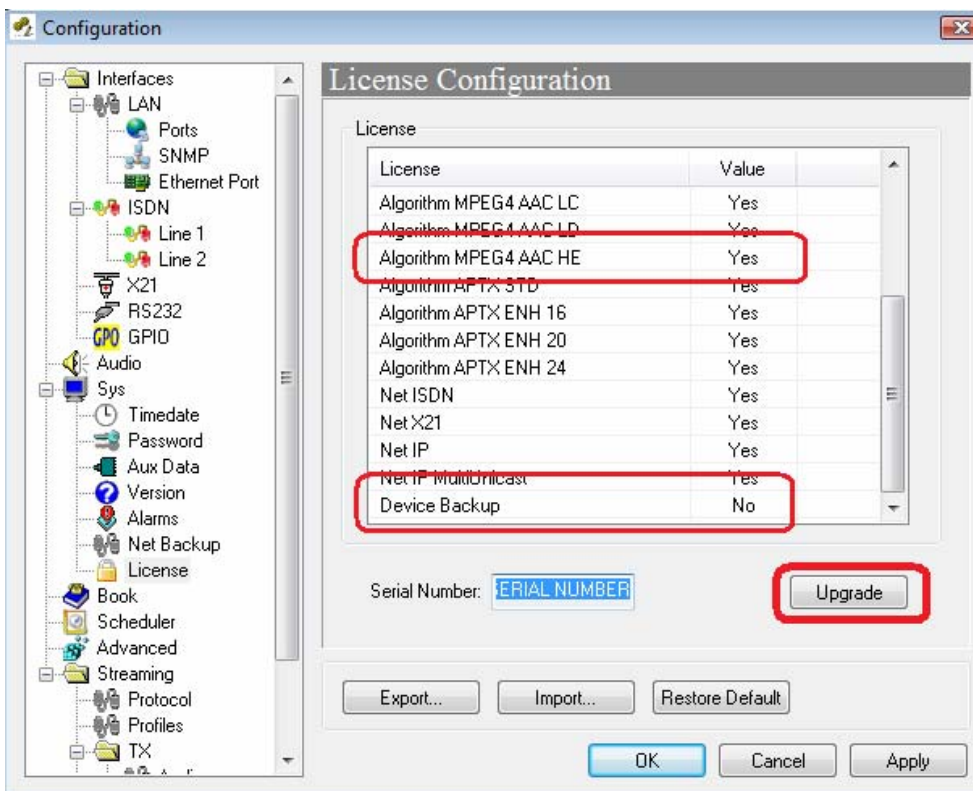 Configuration
Interfaces
LAN
Ports
SNMP
Ethernet Port
ISDN
Line 1
Line 2
X21
RS232
GPO GPIO
Audio
Sys
Timedate
Password
Aux Data
Version
Alarms
Net Backup
License
Book
Scheduler
Advanced
Streaming
Protocol
Profiles
TX
License Configuration
License
License Value
Algorithm MPEG4 AAC LC Yes
Algorithm MPEG4 AAC LD Yes
Algorithm MPEG4 AAC HE Yes
Algorithm APTX STD Yes
Algorithm APTX ENH 16 Yes
Algorithm APTX ENH 20 Yes
Algorithm APTX ENH 24 Yes
Net ISDN Yes
Net X21 Yes
Net IP Yes
Net IP MultiUnicast Yes
Device Backup No
Serial Number: SERIAL NUMBER Upgrade
Export... Import... Restore Default
OK Cancel Apply